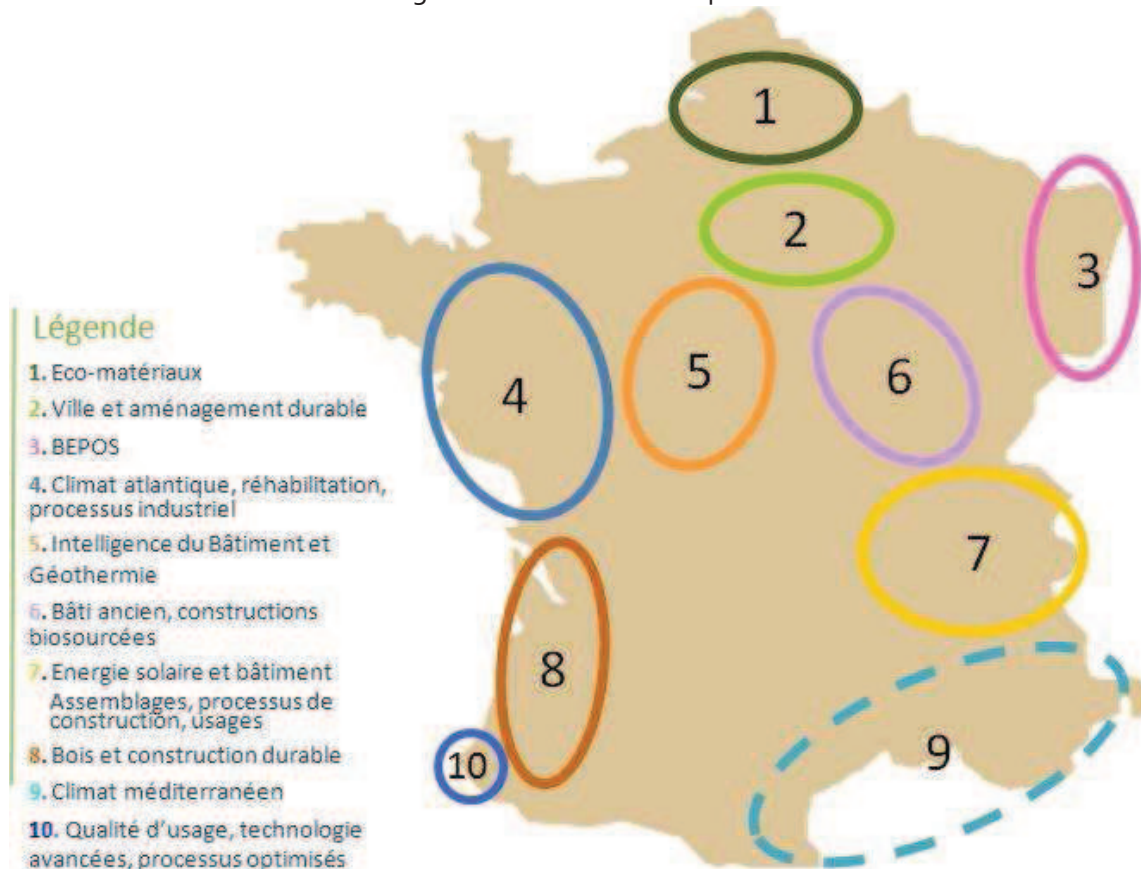 Légende
1. Eco-matériaux
2. Ville et aménagement durable
3. BEPOS
4. Climat atlantique, réhabilitation,
processus industriel
5. Intelligence du Bâtiment et
Géothermie
6. Bâti ancien, constructions
biosourcées
7. Energie solaire et bâtiment
Assemblages, processus de
construction, usages
8. Bois et construction durable
9. Climat méditerranéen
10. Qualité d'usage, technologie
avancées, processus optimisés
1
2
3
4
5
6
7
8
9
10